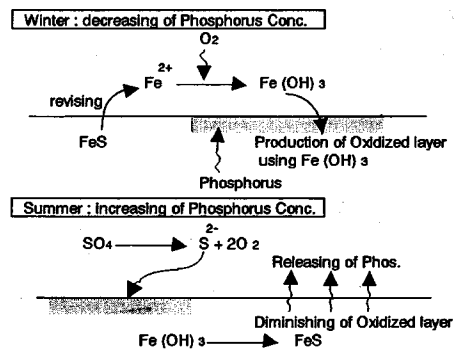 Winter : decreasing of Phosphorus Conc.
O2
Fe 2+ Fe (OH) 3
revising
FeS
Production of Oxidized layer
using Fe (OH) 3
Phosphorus
Summer : increasing of Phosphorus Conc.
SO4 S 2- + 2O 2
Releasing of Phos.
Diminishing of Oxidized layer
Fe (OH) 3 FeS